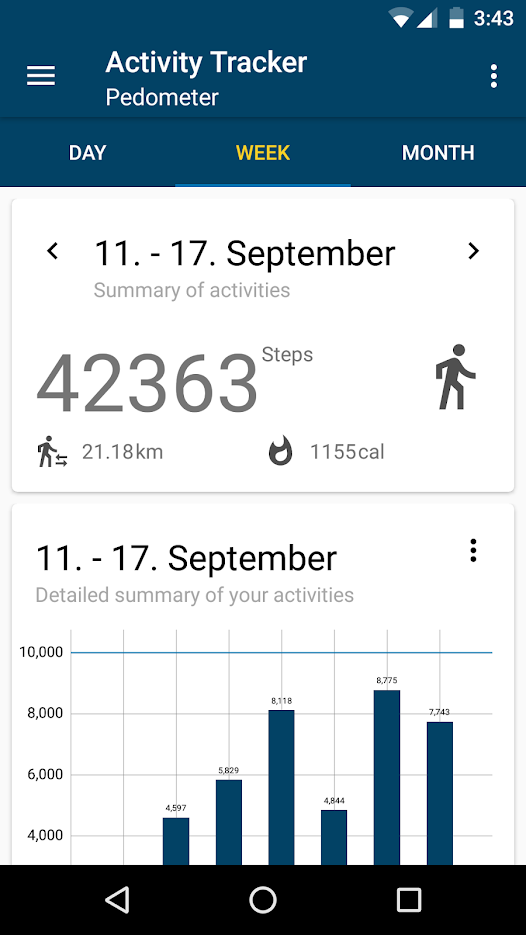 3:43
Activity Tracker
Pedometer
DAY WEEK MONTH
11. - 17. September
Summary of activities
42363 Steps
21.18km 1155cal
11. - 17. September
Detailed summary of your activities
10,000
8,775
8,118
8,000
7,743
6,000
5,829
4,844
4,597
4,000